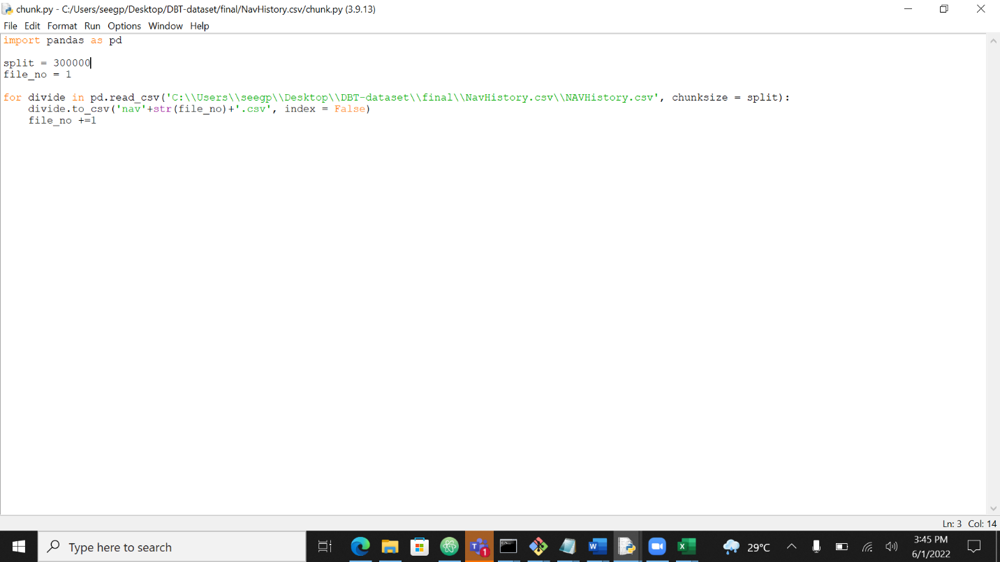 chunk.py - C:/Users/seegp/Desktop/DBT-dataset/final/NavHistory.csv/chunk.py (3.9.13)
File Edit Format Run Options Window Help
import pandas as pd
split = 300000
file_no = 1
for divide in pd.read_csv('C:\\Users\\seegp\\Desktop\\DBT-dataset\\final\\NavHistory.csv\\NAVHistory.csv', chunksize = split):
    divide.to_csv('nav'+str(file_no)+'.csv', index = False)
    file_no +=1
Ln: 3 Col: 14
Type here to search
T 1
W
X
29°C
3:45 PM
6/1/2022